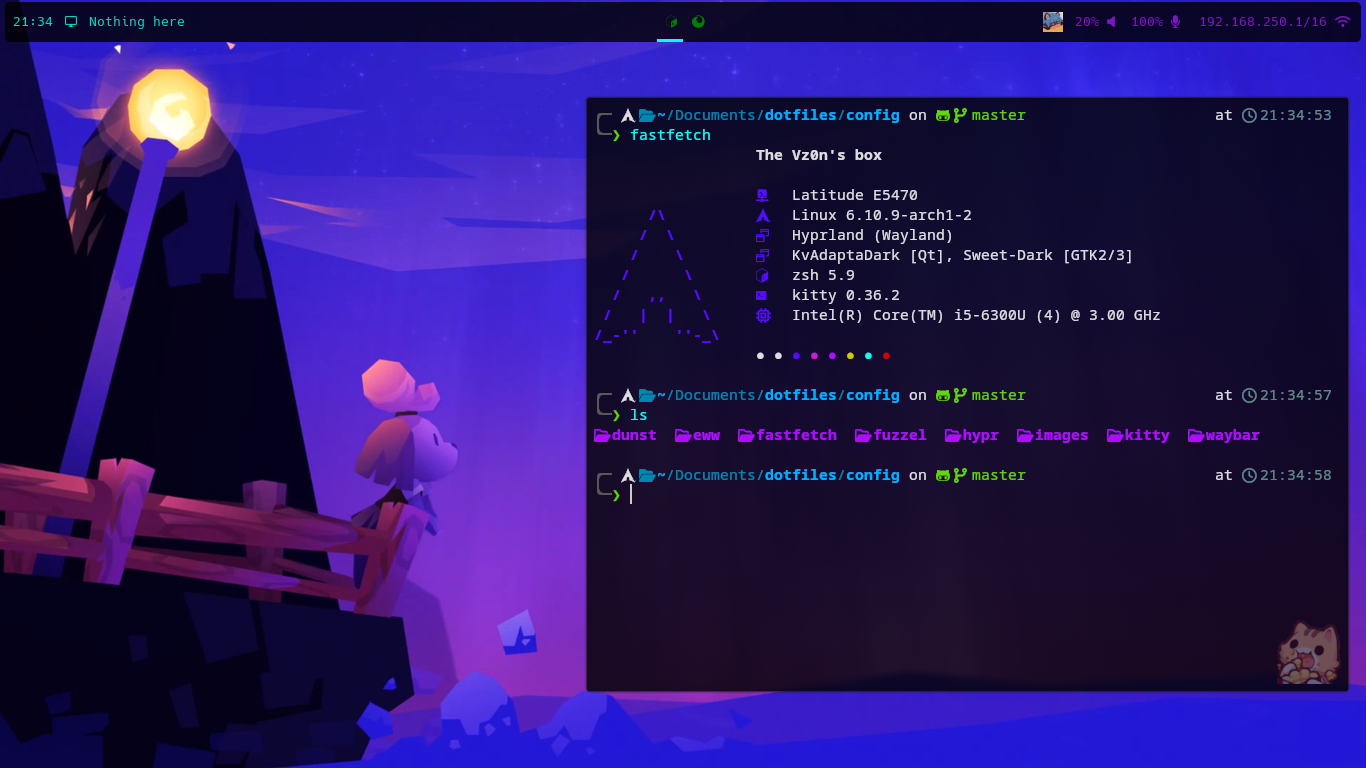 21:34 Nothing here 20% 100% 192.168.250.1/16
~/Documents/dotfiles/config on master at 21:34:53
❯ fastfetch
The Vz0n's box
Latitude E5470
Linux 6.10.9-arch1-2
Hyprland (Wayland)
KvAdaptaDark [Qt], Sweet-Dark [GTK2/3]
zsh 5.9
kitty 0.36.2
Intel(R) Core(TM) i5-6300U (4) @ 3.00 GHz
~/Documents/dotfiles/config on master at 21:34:57
❯ ls
dunst eww fastfetch fuzzel hypr images kitty waybar
~/Documents/dotfiles/config on master at 21:34:58
❯